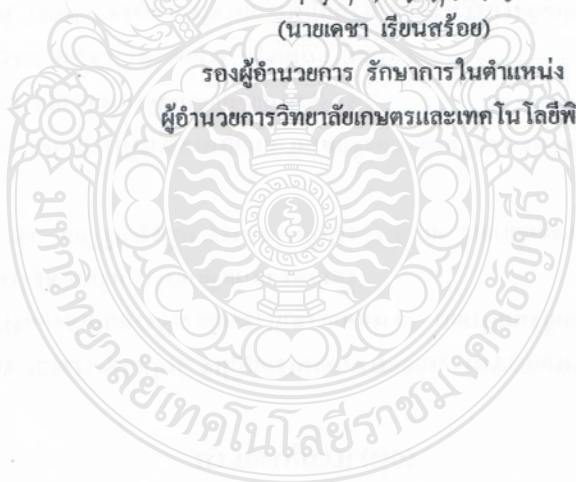 (นายเดชา เรียนสร้อย)
รองผู้อำนวยการ รักษาการในตำแหน่ง
ผู้อำนวยการวิทยาลัยเกษตรและเทคโนโลยีพิ
มหาวิทยาลัยเทคโนโลยีราชมงคลธัญบุรี